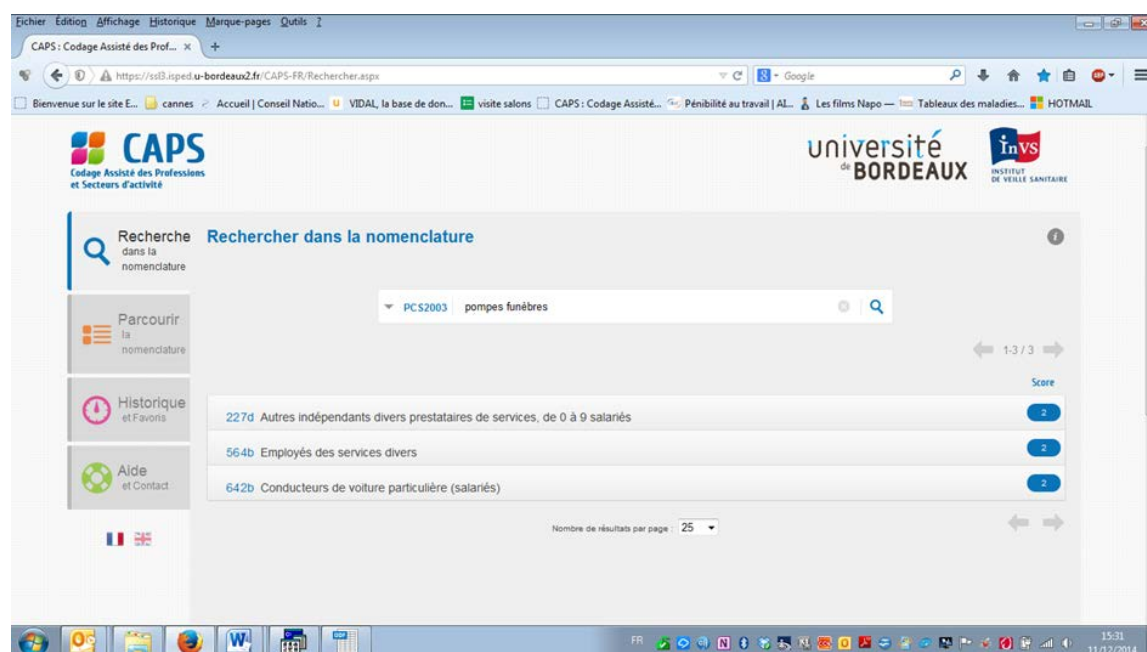 Fichier Édition Affichage Historique Marque-pages Outils ?
CAPS : Codage Assisté des Prof... × +
https://ssl3.isped.u-bordeaux2.fr/CAPS-FR/Rechercher.aspx Google
Bienvenue sur le site E... cannes Accueil | Conseil Natio... VIDAL, la base de don... visite salons CAPS : Codage Assisté... Pénibilité au travail | AL... Les films Napo — Tableaux des maladies... HOTMAIL
CAPS
Codage Assisté des Professions
et Secteurs d'activité
université
de BORDEAUX
InVS
INSTITUT
DE VEILLE SANITAIRE
Recherche
dans la
nomenclature
Rechercher dans la nomenclature
PCS2003 pompes funèbres
Parcourir
la
nomenclature
1-3 / 3
Score
Historique
et Favoris
227d Autres indépendants divers prestataires de services, de 0 à 9 salariés 2
564b Employés des services divers 2
Aide
et Contact
642b Conducteurs de voiture particulière (salariés) 2
Nombre de résultats par page : 25
FR
15:31
11/12/2014